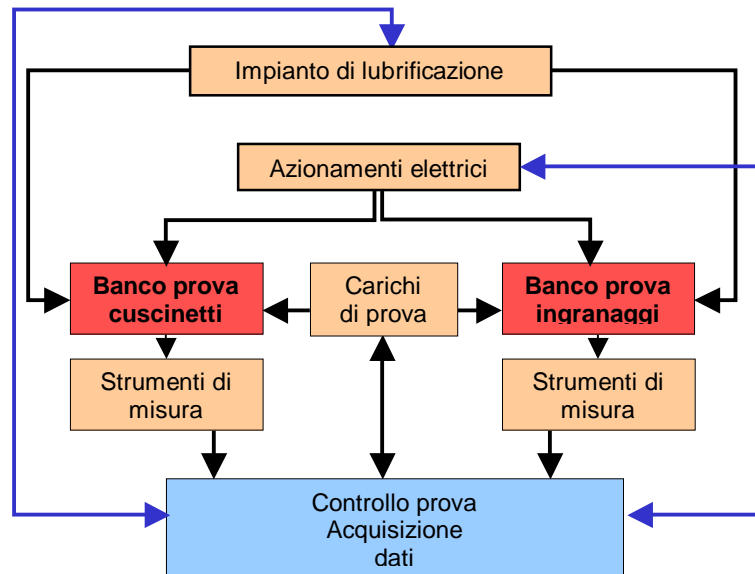 Impianto di lubrificazione
Azionamenti elettrici
Banco prova
cuscinetti
Carichi
di prova
Banco prova
ingranaggi
Strumenti di
misura
Strumenti di
misura
Controllo prova
Acquisizione
dati